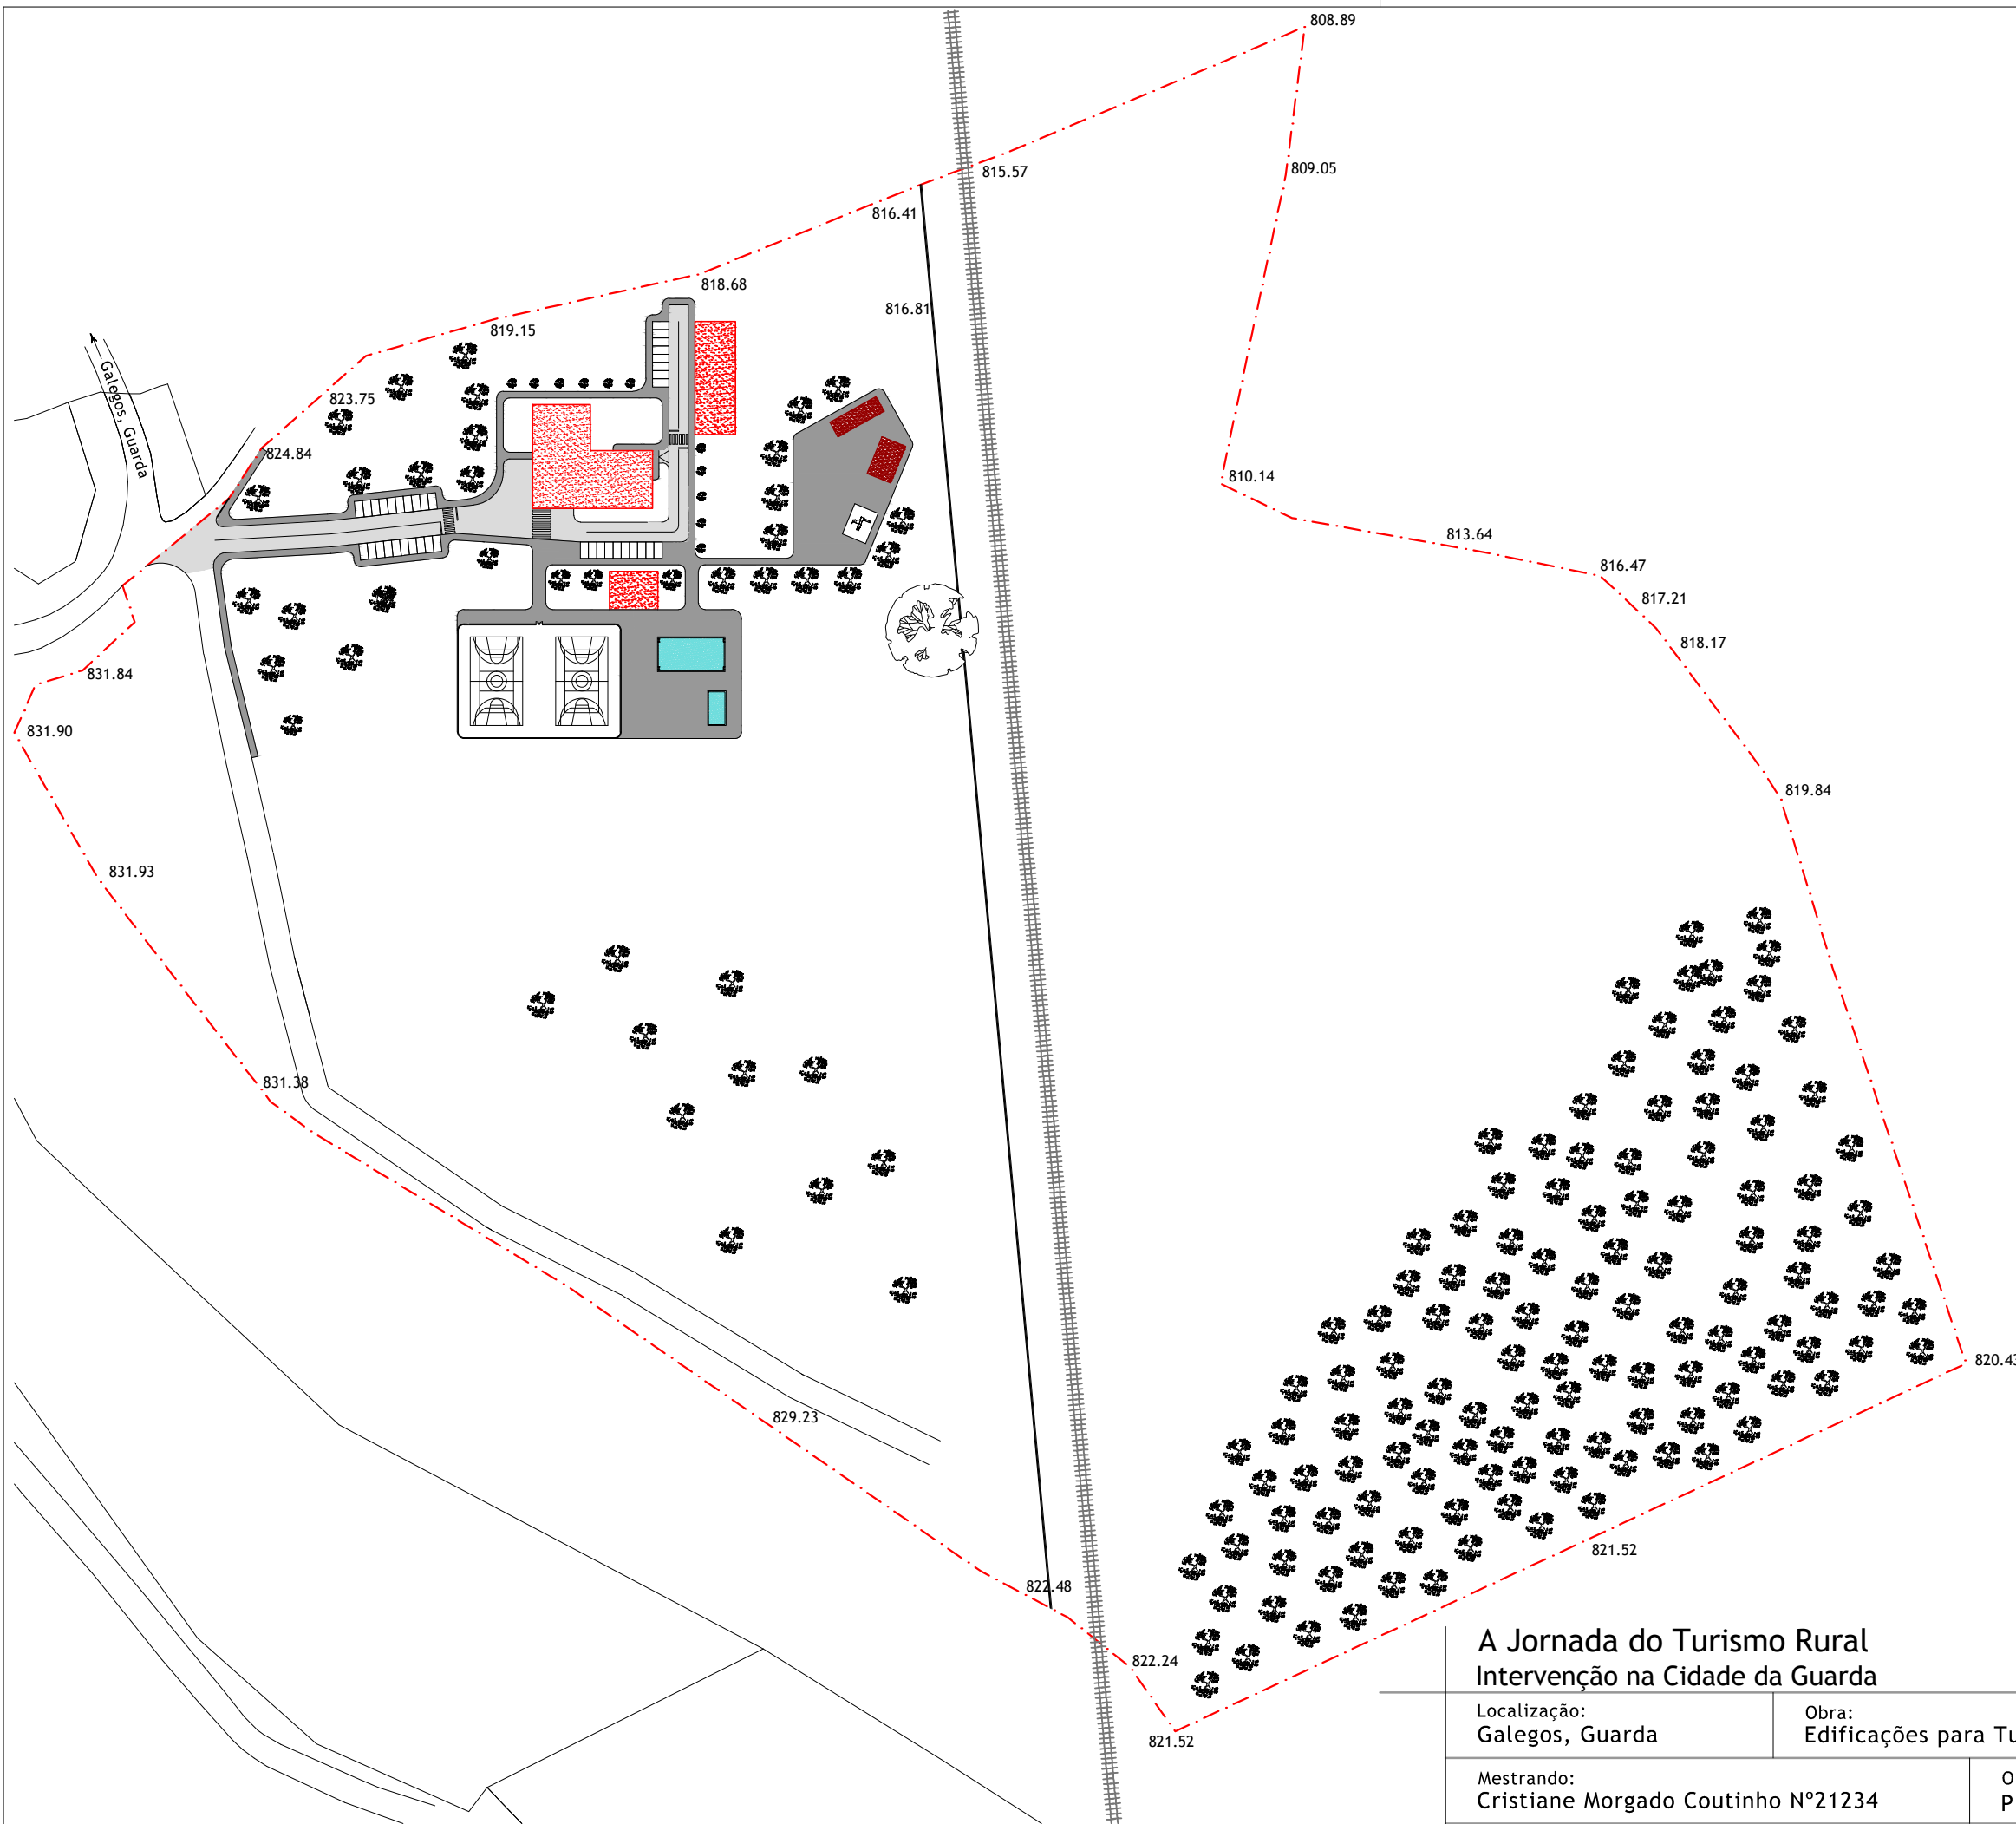 808.89
815.57
809.05
816.41
818.68
816.81
819.15
Galegos, Guarda
823.75
824.84
810.14
813.64
816.47
817.21
818.17
831.84
831.90
819.84
831.93
831.38
820.43
829.23
821.52
822.48
822.24
821.52
A Jornada do Turismo Rural
Intervenção na Cidade da Guarda
Localização:
Galegos, Guarda
Obra:
Edificações para Tu
Mestrando:
Cristiane Morgado Coutinho Nº21234
O
P